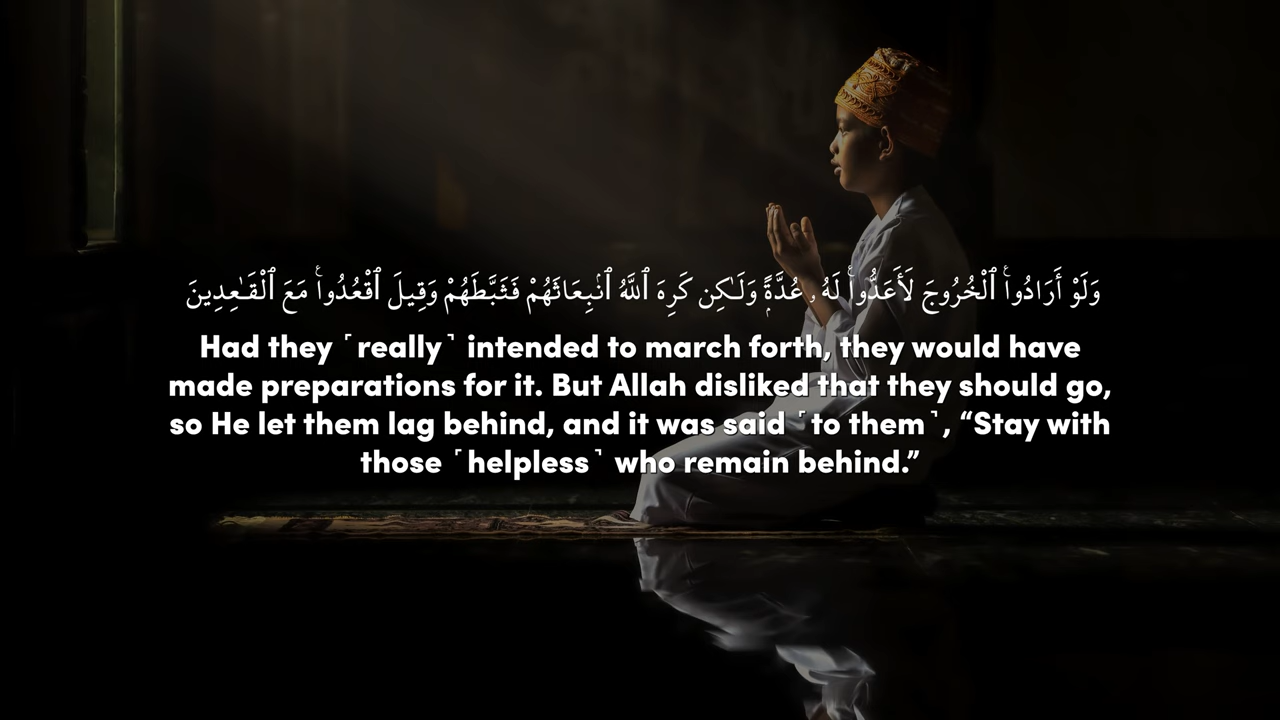 وَلَوْ أَرَادُوا۟ ٱلْخُرُوجَ لَأَعَدُّوا۟ لَهُۥ عُدَّةًۭ وَلَـٰكِن كَرِهَ ٱللَّهُ ٱنۢبِعَاثَهُمْ فَثَبَّطَهُمْ وَقِيلَ ٱقْعُدُوا۟ مَعَ ٱلْقَـٰعِدِينَ
Had they ˹really˺ intended to march forth, they would have
made preparations for it. But Allah disliked that they should go,
so He let them lag behind, and it was said ˹to them˺, “Stay with
those ˹helpless˺ who remain behind.”